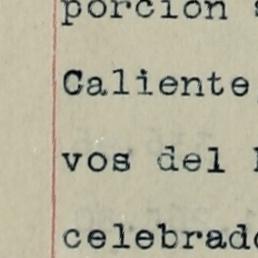 porción
Caliente
vos del
celebrad